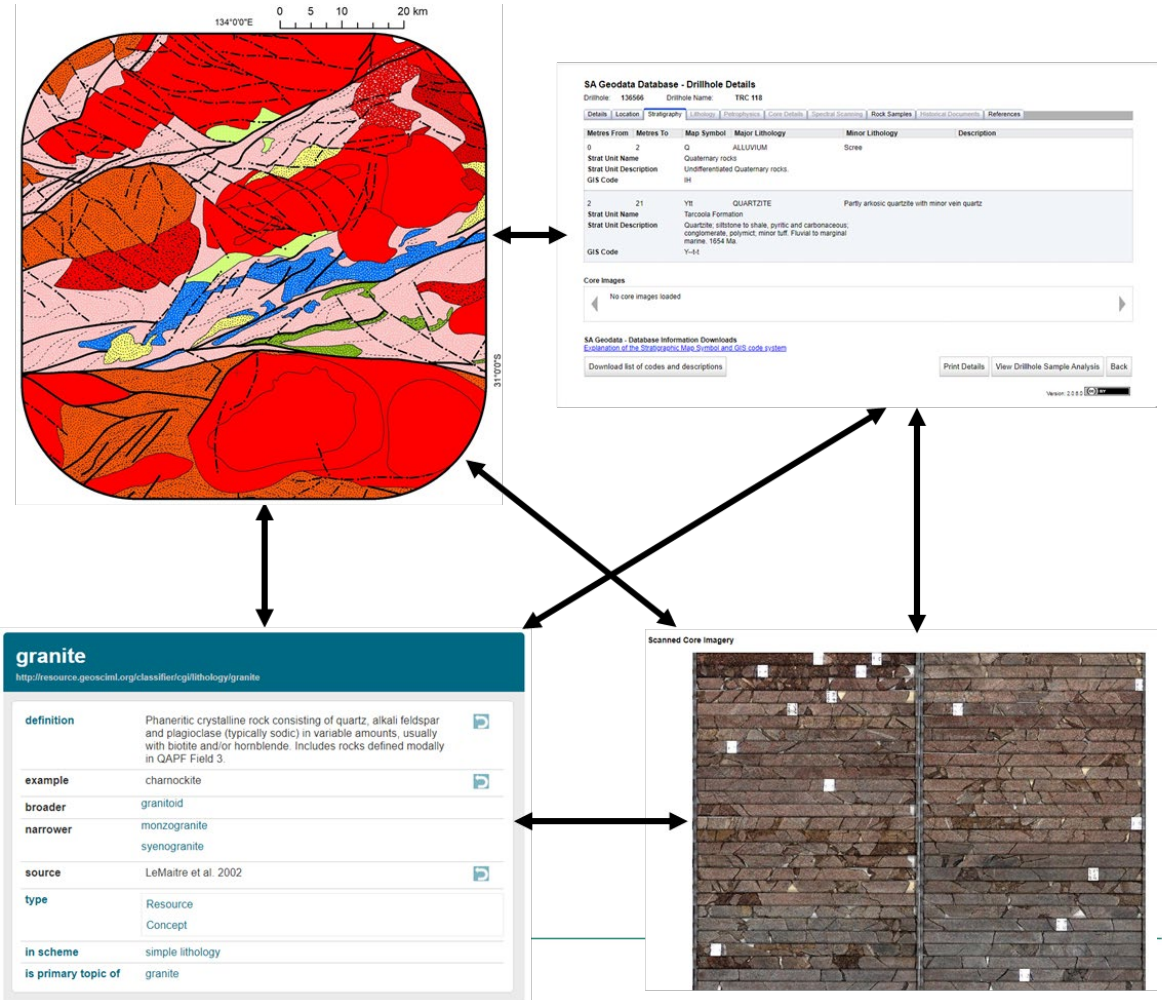 0 5 10 20 km
134°0'0"E
31°0'0"S
SA Geodata Database - Drillhole Details
Drillhole: 136566 Drillhole Name: TRC 118
Details Location Stratigraphy Lithology Petrophysics Core Details Spectral Scanning Rock Samples Historical Documents References
Metres From Metres To Map Symbol Major Lithology Minor Lithology Description
0 2 Q ALLUVIUM Scree
Strat Unit Name Quaternary rocks
Strat Unit Description Undifferentiated Quaternary rocks.
GIS Code IH
2 21 Ytt QUARTZITE Partly arkosic quartzite with minor vein quartz
Strat Unit Name Tarcoola Formation
Strat Unit Description Quartzite; siltstone to shale, pyritic and carbonaceous;
conglomerate, polymict; minor tuff. Fluvial to marginal
marine. 1654 Ma.
GIS Code Y--t-t
Core Images
No core images loaded
SA Geodata - Database Information Downloads
Explanation of the Stratigraphic Map Symbol and GIS code system
Download list of codes and descriptions Print Details View Drillhole Sample Analysis Back
Version: 2.0.6.0
granite
http://resource.geosciml.org/classifier/cgi/lithology/granite
definition Phaneritic crystalline rock consisting of quartz, alkali feldspar
and plagioclase (typically sodic) in variable amounts, usually
with biotite and/or hornblende. Includes rocks defined modally
in QAPF Field 3.
example charnockite
broader granitoid
narrower monzogranite
syenogranite
source LeMaitre et al. 2002
type Resource
Concept
in scheme simple lithology
is primary topic of granite
Scanned Core Imagery